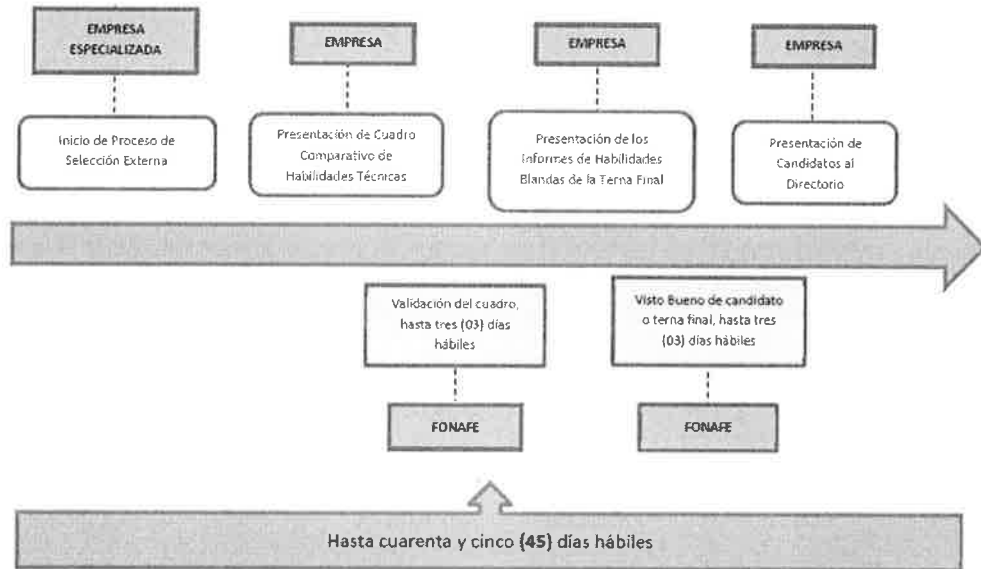 EMPRESA
ESPECIALIZADA
EMPRESA
EMPRESA
EMPRESA
Inicio de Proceso de
Selección Externa
Presentación de Cuadro
Comparativo de
Habilidades Técnicas
Presentación de los
Informes de Habilidades
Blandas de la Terna Final
Presentación de
Candidatos al
Directorio
Validación del cuadro,
hasta tres (03) días
hábiles
Visto Bueno de candidato
o terna final, hasta tres
(03) días hábiles
FONAFE
FONAFE
Hasta cuarenta y cinco (45) días hábiles